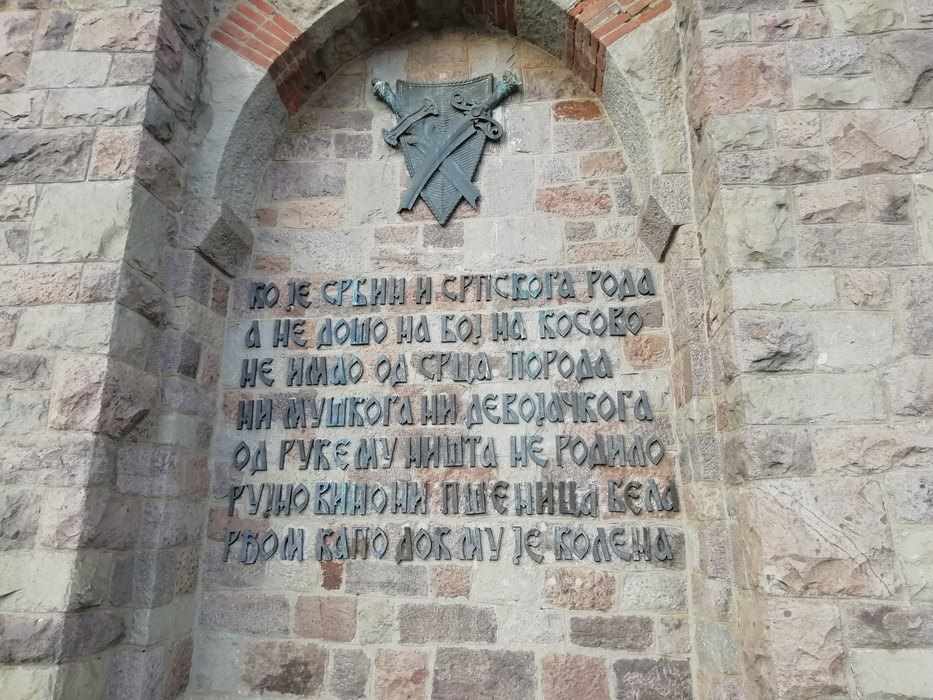 КО ЈЕ СРБИН И СРПСКОГА РОДА
А НЕ ДОШО НА БОЈ НА КОСОВО
НЕ ИМАО ОД СРЦА ПОРОДА
НИ МУШКОГА НИ ДЕВОЈАЧКОГА
ОД РУКЕ МУ НИШТА НЕ РОДИЛО
РУЈНО ВИНО НИ ПШЕНИЦА БЕЛА
РЂОМ КАПО ДОК МУ ЈЕ КОЛЕНА